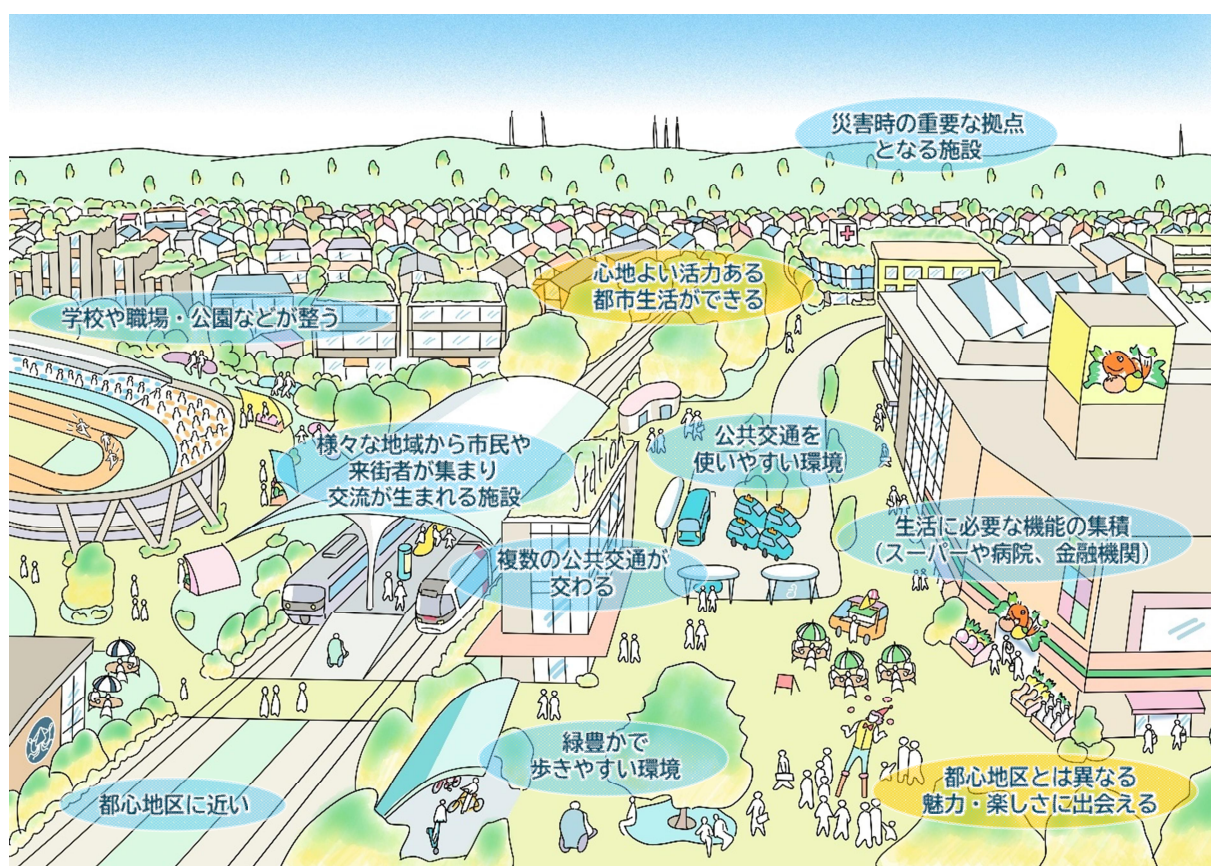 災害時の重要な拠点
となる施設
心地よい活力ある
都市生活ができる
学校や職場・公園などが整う
様々な地域から市民や
来街者が集まり
交流が生まれる施設
公共交通を
使いやすい環境
生活に必要な機能の集積
（スーパーや病院、金融機関）
複数の公共交通が
交わる
緑豊かで
歩きやすい環境
都心地区に近い
都心地区とは異なる
魅力・楽しさに出会える